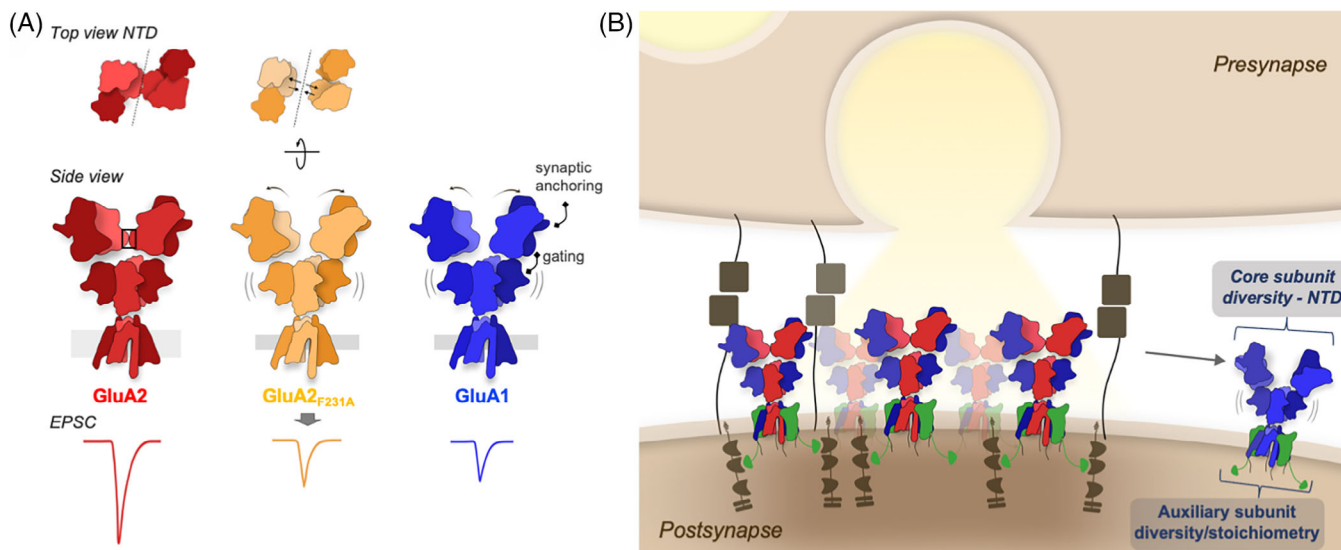 (A)
Top view NTD
Side view
synaptic
anchoring
gating
GluA2
GluA2F231A
GluA1
EPSC
(B)
Presynapse
Core subunit
diversity - NTD
Postsynapse
Auxiliary subunit
diversity/stoichiometry